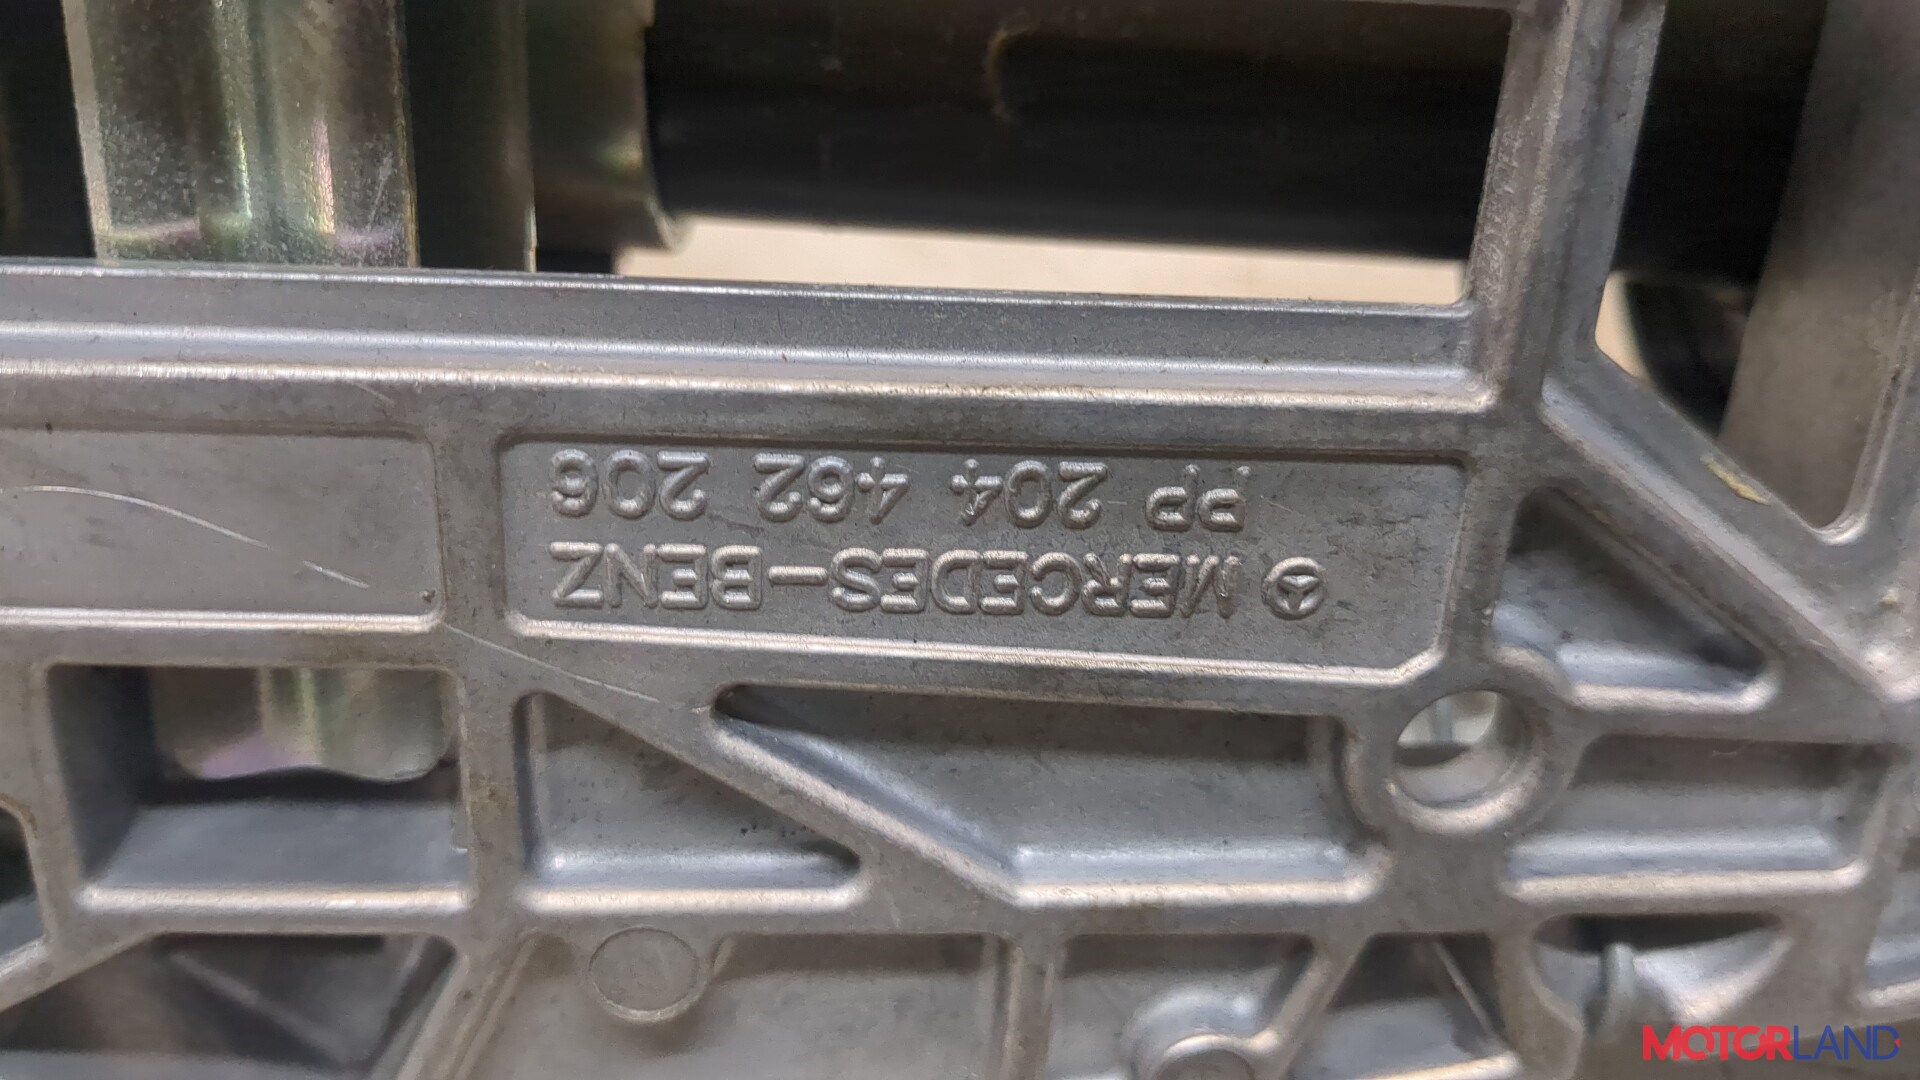 MERCEDES-BENZ
PP 204 462 206
MOTORLAND